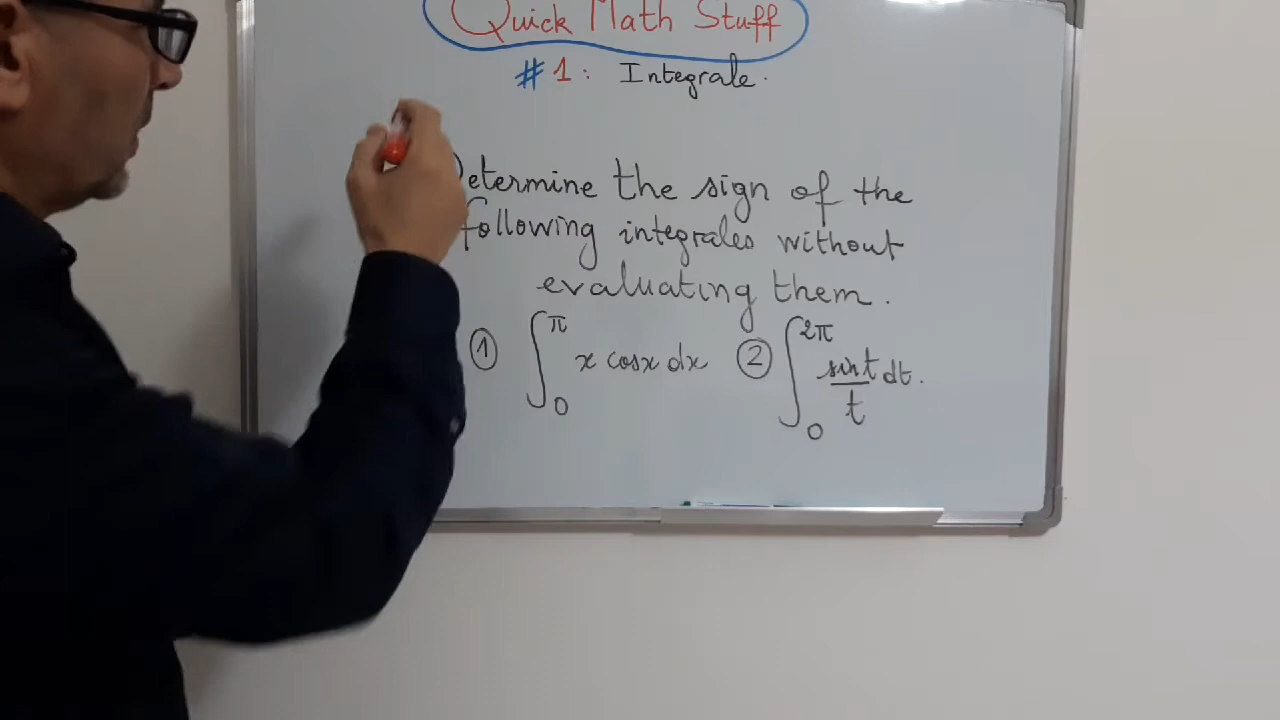 Quick Math Stuff
#1: Integrale.
Determine the sign of the
following integrales without
evaluating them.
① ∫₀^π x cosx dx ② ∫₀^2π sint/t dt.